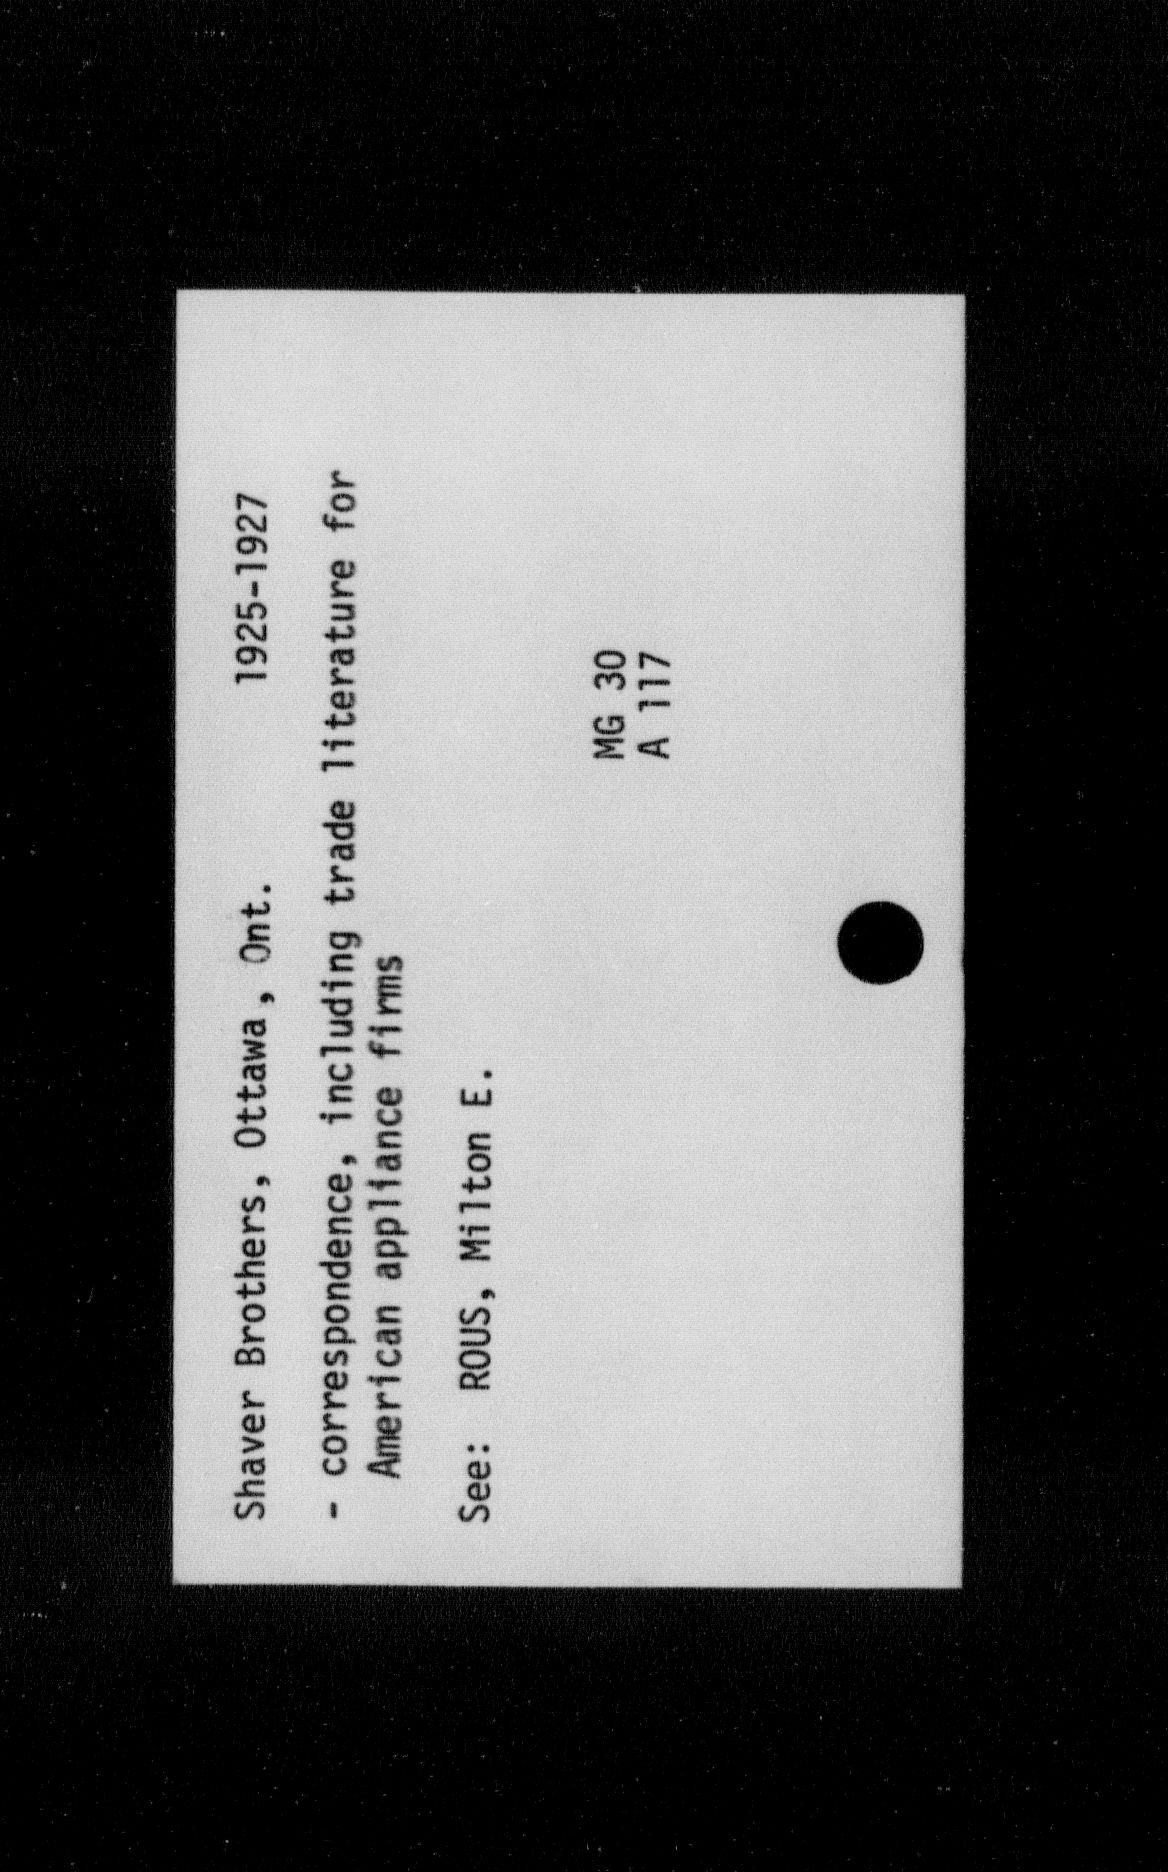 Shaver Brothers, Ottawa, Ont. 1925-1927
- correspondence, including trade literature for
American appliance firms
See: ROUS, Milton E.
MG 30
A 117